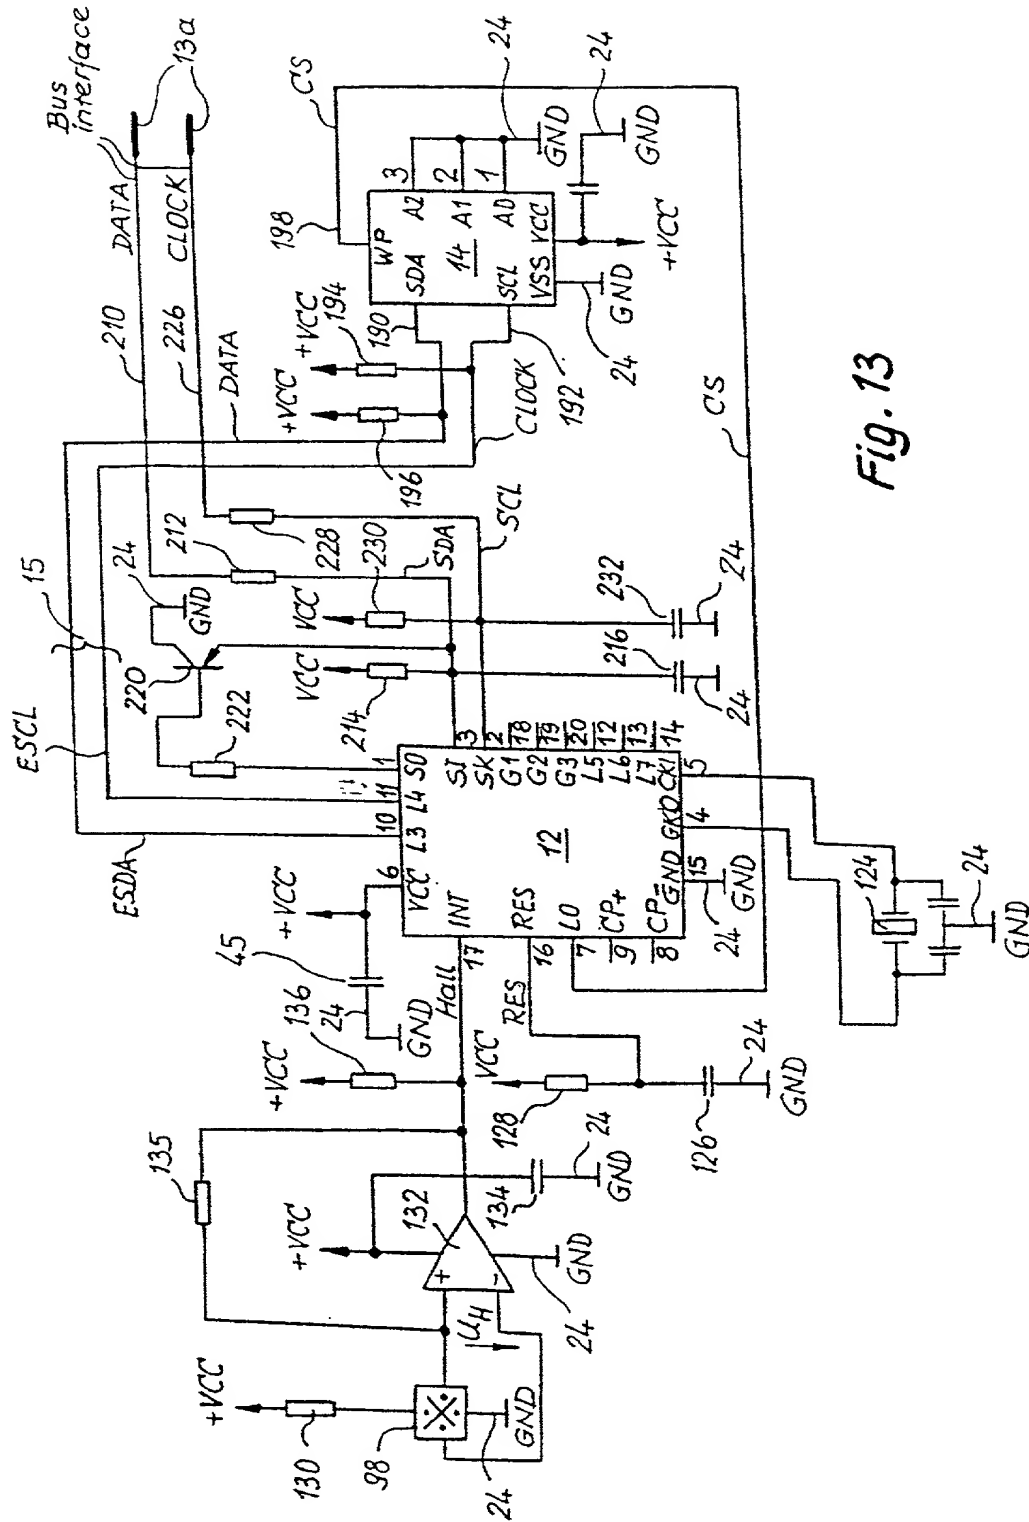 Bus
interface
13a
DATA
CLOCK
210
226
DATA
CLOCK
15
ESCL
ESDA
24
GND
220
222
212
228
SDA
SCL
VCC
VCC
214
230
216
24
232
24
+VCC
+VCC
194
196
190
192
198
CS
WP
SDA
SCL
14
A2
A1
A0
VSS
VCC
3
2
1
24
GND
24
GND
+VCC
24
GND
CS
12
VCC
6
L3
10
L4
11
SO
1
SI
3
SK
2
G1
18
G2
19
G3
20
L5
12
L6
13
L7
14
CKI
5
GKO
4
GND
15
24
GND
INT
17
RES
16
LO
7
CP+
9
CP-
8
Hall
RES
+VCC
45
24
GND
+VCC
136
VCC
128
126
24
GND
135
+VCC
132
134
24
GND
+
-
24
GND
UH
+VCC
130
98
24
GND
124
24
GND
Fig. 13